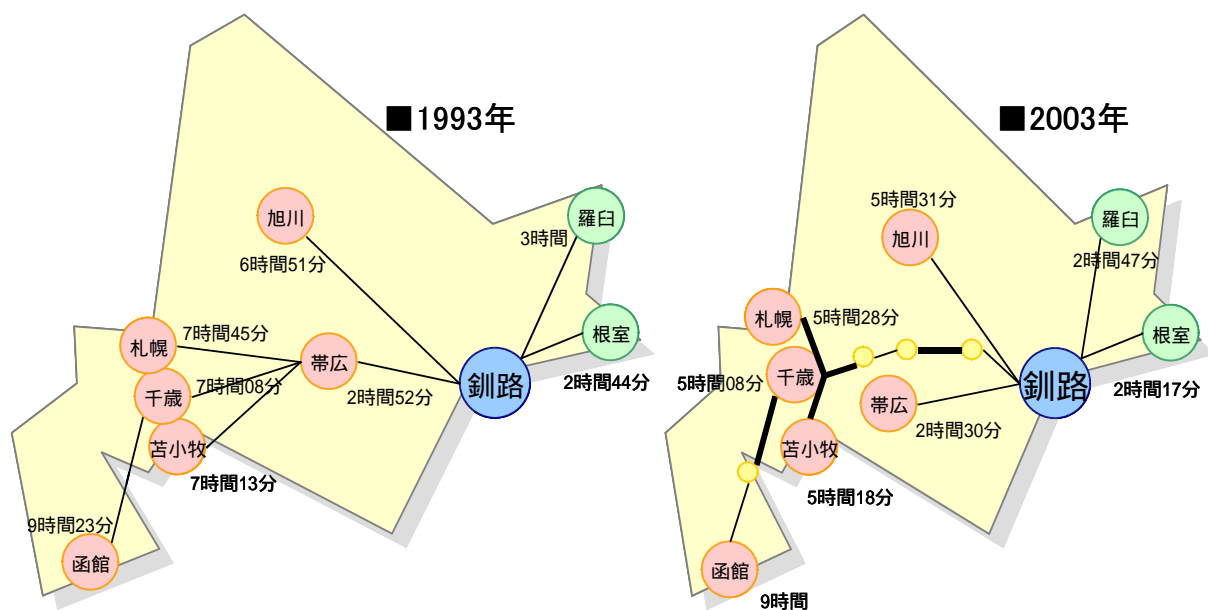 ■1993年
旭川
6時間51分
羅臼
3時間
札幌
7時間45分
根室
帯広
2時間44分
7時間08分
釧路
千歳
2時間52分
苫小牧
7時間13分
9時間23分
函館
■2003年
5時間31分
旭川
羅臼
2時間47分
札幌
5時間28分
根室
5時間08分
千歳
釧路
2時間17分
帯広
2時間30分
苫小牧
5時間18分
函館
9時間